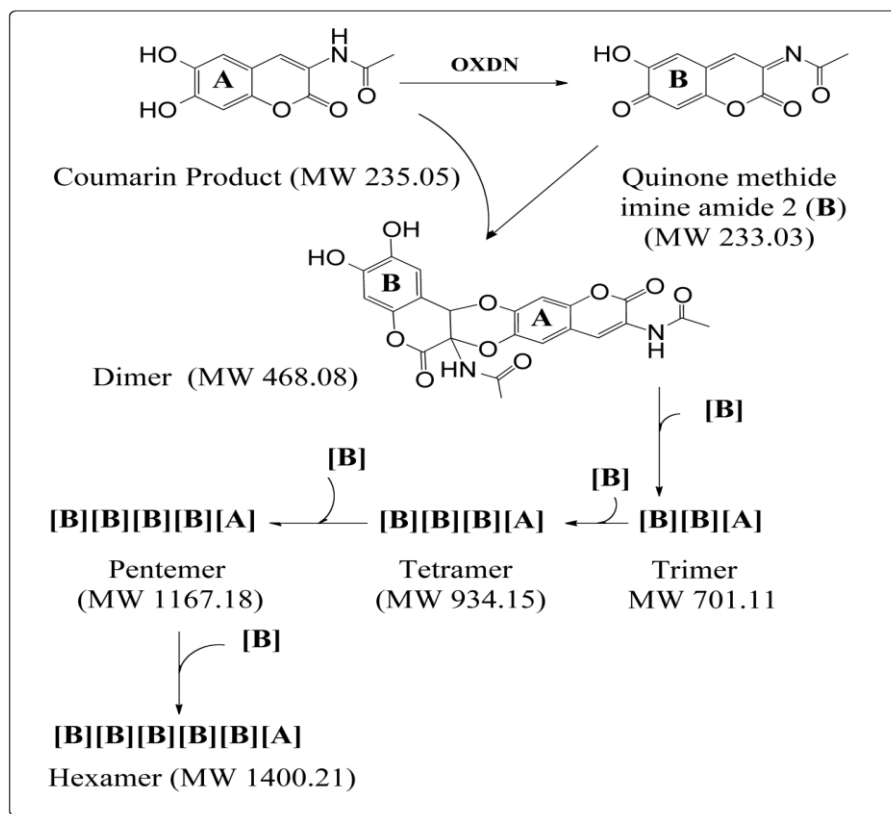 HO
HO
A
O
O
H
N
O
OXDN
HO
O
B
O
O
N
O
Coumarin Product (MW 235.05)
Quinone methide
imine amide 2 (B)
(MW 233.03)
OH
HO
B
O
O
O
O
HN
O
A
O
O
N
H
O
Dimer (MW 468.08)
[B]
[B]
[B]
[B][B][B][B][A]
[B][B][B][A]
[B][B][A]
Pentemer
(MW 1167.18)
Tetramer
(MW 934.15)
Trimer
MW 701.11
[B]
[B][B][B][B][B][A]
Hexamer (MW 1400.21)